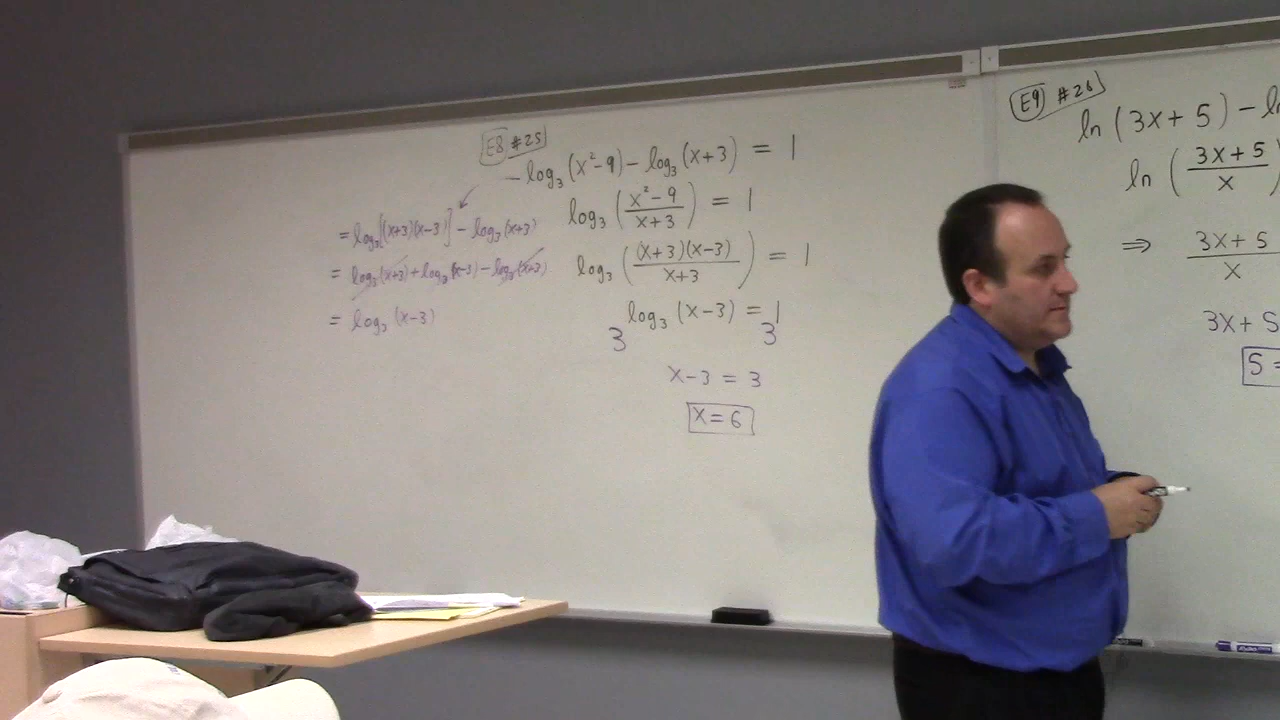 E8 #25
log₃(x²-9) - log₃(x+3) = 1
log₃((x²-9)/(x+3)) = 1
log₃((x+3)(x-3)/(x+3)) = 1
log₃(x-3) = 1
3 3
x-3 = 3
x = 6
= log₃[(x+3)(x-3)] - log₃(x+3)
= log₃(x+3) + log₃(x-3) - log₃(x+3)
= log₃(x-3)
E9 #26
ln(3x+5) - ln
ln((3x+5)/x)
⇒ (3x+5)/x
3x+5
5 =